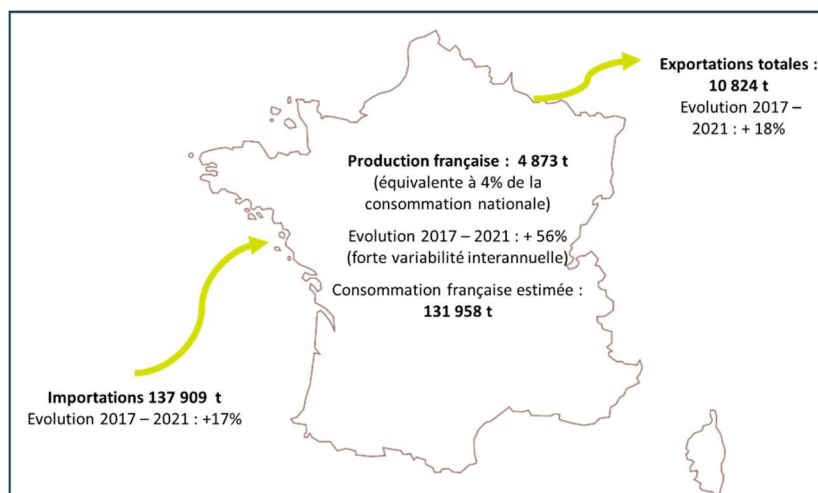 Exportations totales :
10 824 t
Evolution 2017 –
2021 : + 18%
Production française : 4 873 t
(équivalente à 4% de la
consommation nationale)
Evolution 2017 – 2021 : + 56%
(forte variabilité interannuelle)
Consommation française estimée :
131 958 t
Importations 137 909 t
Evolution 2017 – 2021 : +17%